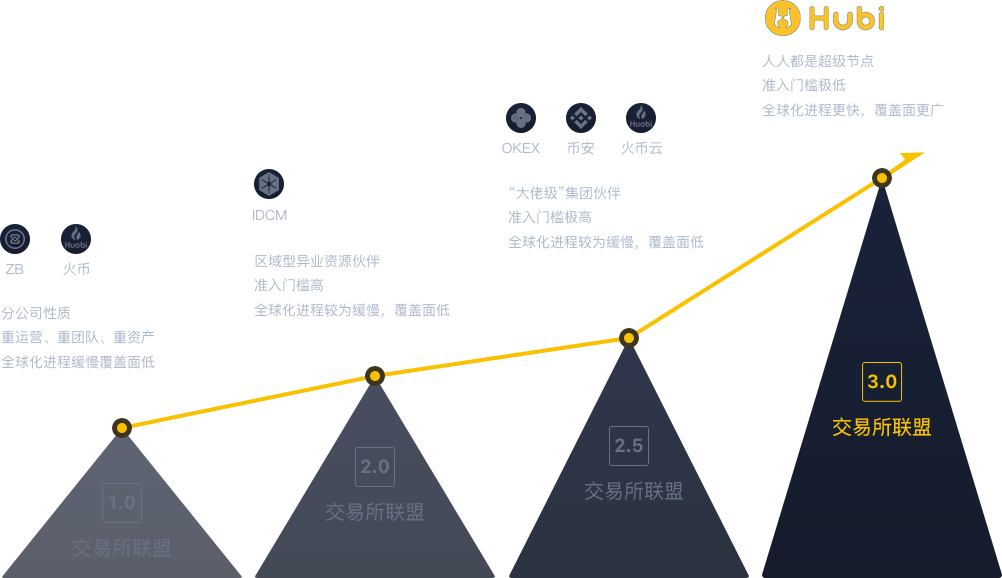 ZB
Huobi
火币
分公司性质
重运营、重团队、重资产
全球化进程缓慢覆盖面低
1.0
交易所联盟
IDCM
区域型异业资源伙伴
准入门槛高
全球化进程较为缓慢，覆盖面低
2.0
交易所联盟
OKEX
币安
Huobi
火币云
“大佬级”集团伙伴
准入门槛极高
全球化进程较为缓慢，覆盖面低
2.5
交易所联盟
Hubi
人人都是超级节点
准入门槛极低
全球化进程更快，覆盖面更广
3.0
交易所联盟